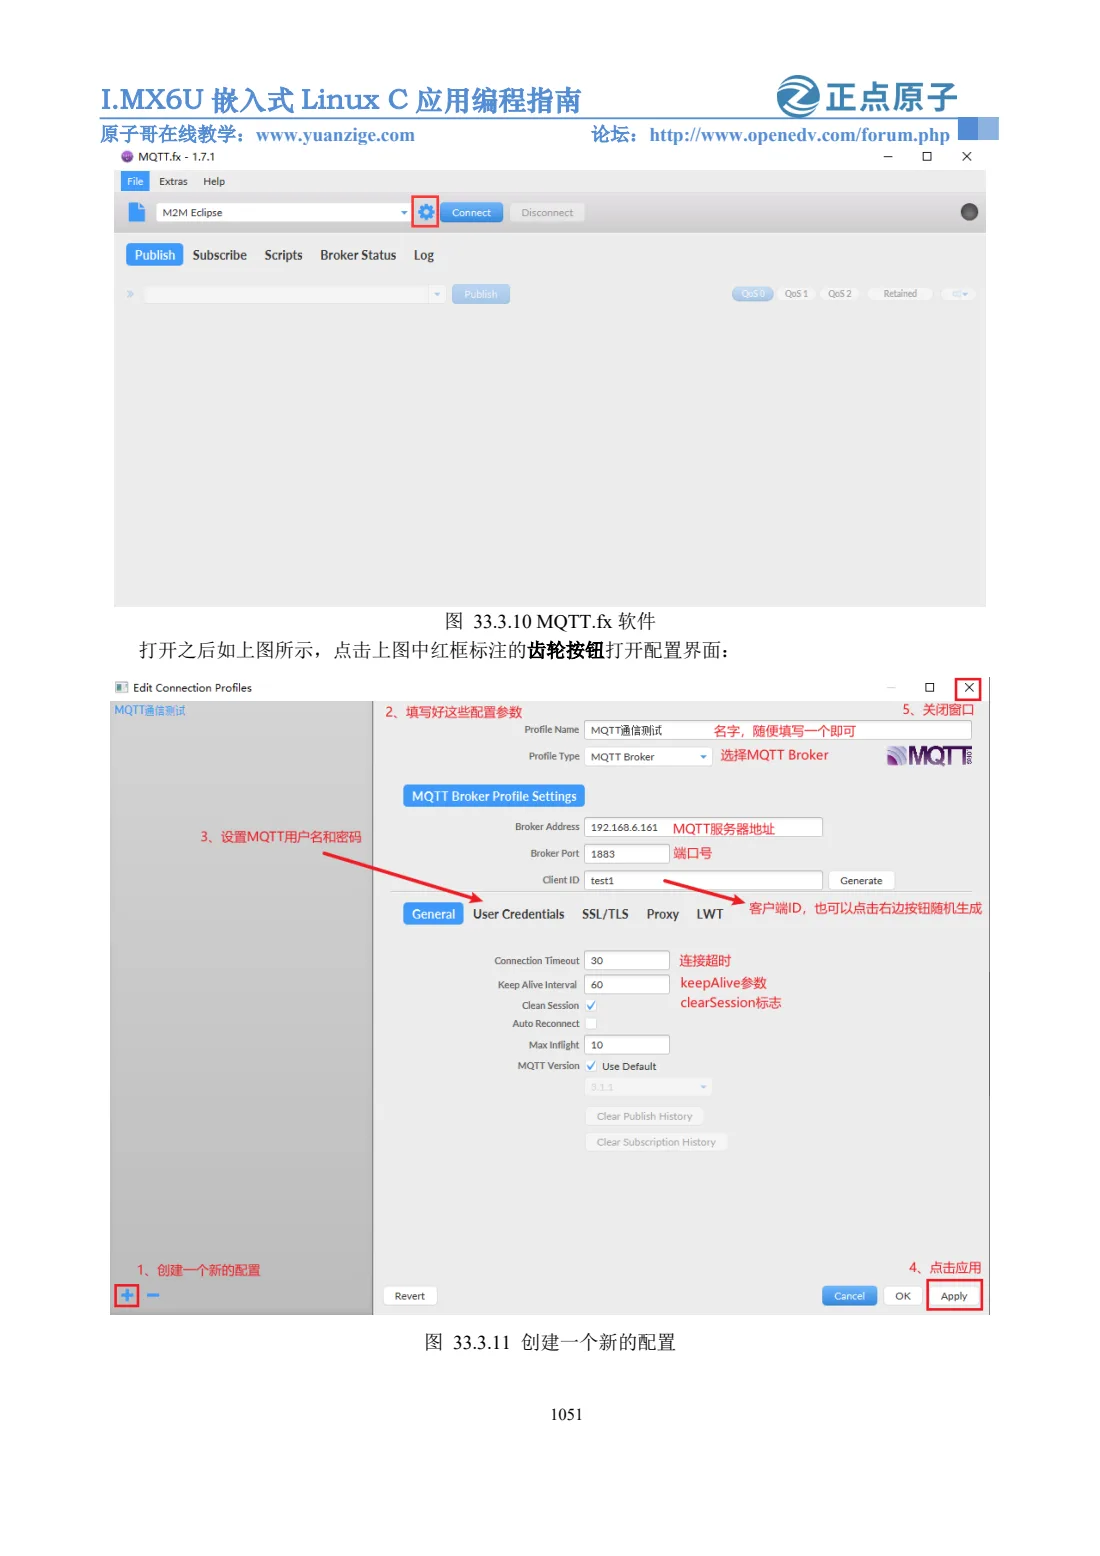 I.MX6U 嵌入式 Linux C 应用编程指南
正点原子
原子哥在线教学：www.yuanzige.com 论坛：http://www.openedv.com/forum.php
MQTT.fx - 1.7.1
File Extras Help
M2M Eclipse Connect Disconnect
Publish Subscribe Scripts Broker Status Log
Publish QoS 0 QoS 1 QoS 2 Retained
图 33.3.10 MQTT.fx 软件
打开之后如上图所示，点击上图中红框标注的齿轮按钮打开配置界面：
Edit Connection Profiles
MQTT通信测试
2、填写好这些配置参数
5、关闭窗口
Profile Name MQTT通信测试 名字，随便填写一个即可
Profile Type MQTT Broker 选择MQTT Broker
MQTT
MQTT Broker Profile Settings
Broker Address 192.168.6.161 MQTT服务器地址
3、设置MQTT用户名和密码
Broker Port 1883 端口号
Client ID test1 Generate
客户端ID，也可以点击右边按钮随机生成
General User Credentials SSL/TLS Proxy LWT
Connection Timeout 30 连接超时
Keep Alive Interval 60 keepAlive参数
Clean Session clearSession标志
Auto Reconnect
Max Inflight 10
MQTT Version Use Default
3.1.1
Clear Publish History
Clear Subscription History
1、创建一个新的配置
4、点击应用
Revert Cancel OK Apply
图 33.3.11 创建一个新的配置
1051